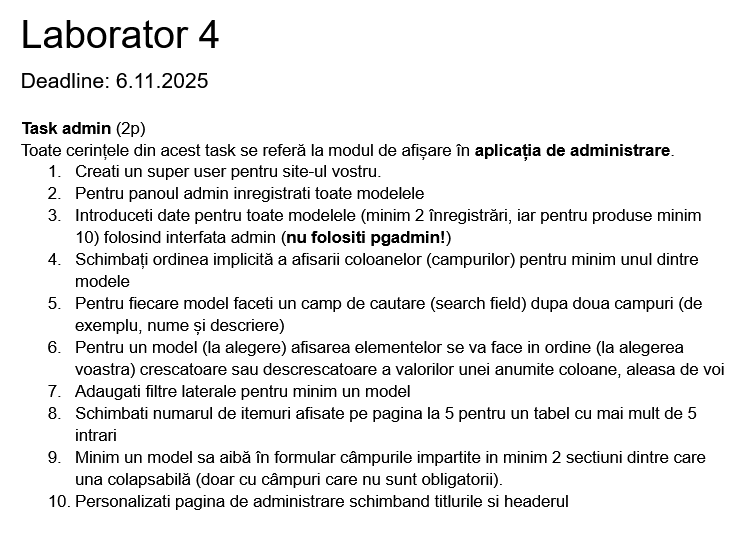 Laborator 4
Deadline: 6.11.2025
Task admin (2p)
Toate cerințele din acest task se referă la modul de afișare în aplicația de administrare.
1. Creati un super user pentru site-ul vostru.
2. Pentru panoul admin inregistrati toate modelele
3. Introduceti date pentru toate modelele (minim 2 înregistrări, iar pentru produse minim
10) folosind interfata admin (nu folositi pgadmin!)
4. Schimbați ordinea implicită a afisarii coloanelor (campurilor) pentru minim unul dintre
modele
5. Pentru fiecare model faceti un camp de cautare (search field) dupa doua campuri (de
exemplu, nume și descriere)
6. Pentru un model (la alegere) afisarea elementelor se va face in ordine (la alegerea
voastra) crescatoare sau descrescatoare a valorilor unei anumite coloane, aleasa de voi
7. Adaugati filtre laterale pentru minim un model
8. Schimbati numarul de itemuri afisate pe pagina la 5 pentru un tabel cu mai mult de 5
intrari
9. Minim un model sa aibă în formular câmpurile impartite in minim 2 sectiuni dintre care
una colapsabilă (doar cu câmpuri care nu sunt obligatorii).
10. Personalizati pagina de administrare schimband titlurile si headerul